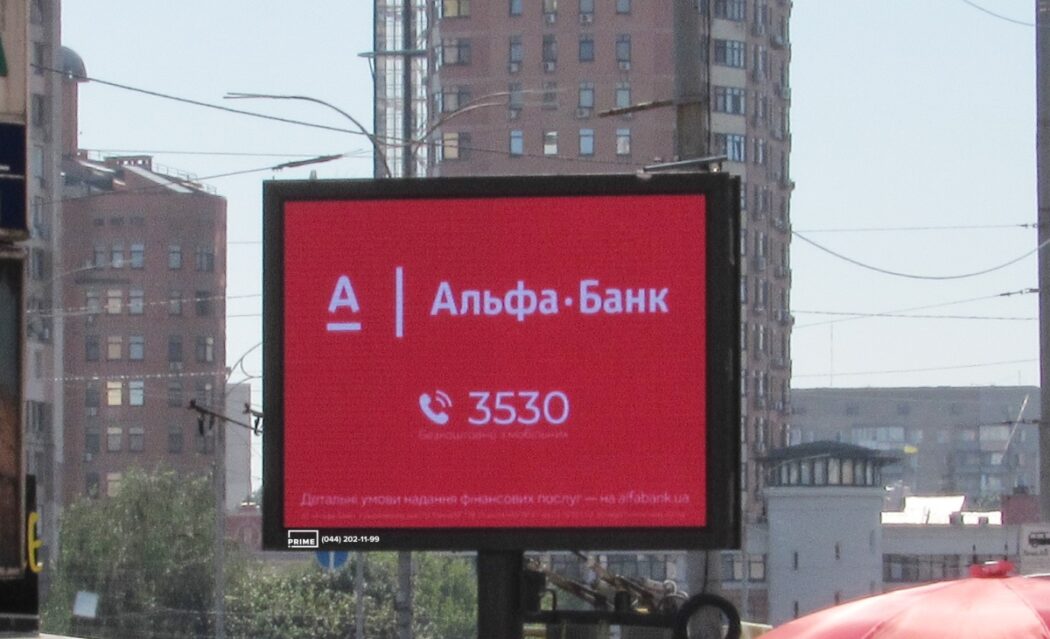 А
Альфа·Банк
3530
Безкоштовно з мобільних
Детальні умови надання фінансових послуг — на alfabank.ua
PRIME (044) 202-11-99